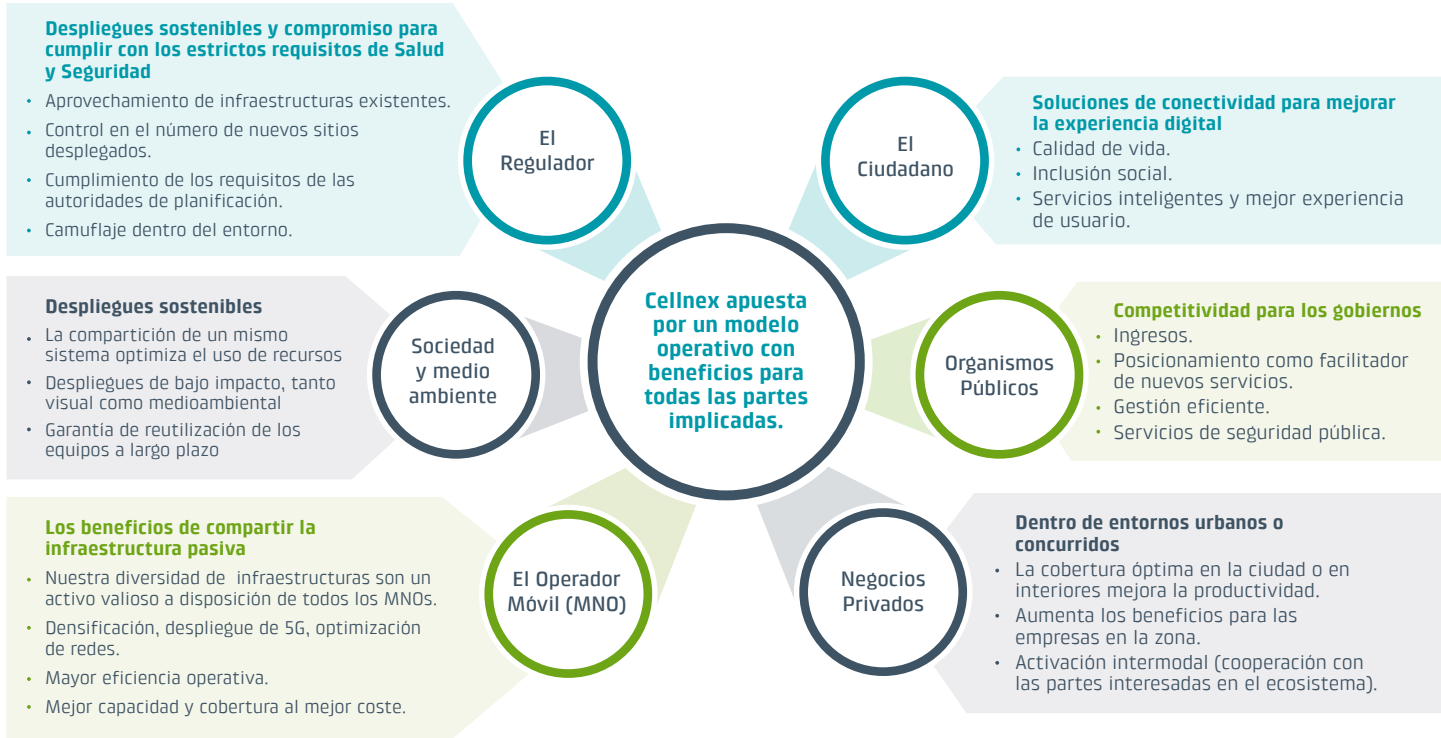 Despliegues sostenibles y compromiso para
cumplir con los estrictos requisitos de Salud
y Seguridad
• Aprovechamiento de infraestructuras existentes.
• Control en el número de nuevos sitios
desplegados.
• Cumplimiento de los requisitos de las
autoridades de planificación.
• Camuflaje dentro del entorno.
El
Regulador
El
Ciudadano
Soluciones de conectividad para mejorar
la experiencia digital
• Calidad de vida.
• Inclusión social.
• Servicios inteligentes y mejor experiencia
de usuario.
Despliegues sostenibles
• La compartición de un mismo
sistema optimiza el uso de recursos
• Despliegues de bajo impacto, tanto
visual como medioambiental
• Garantia de reutilización de los
equipos a largo plazo
Sociedad
y medio
ambiente
Cellnex apuesta
por un modelo
operativo con
beneficios para
todas las partes
implicadas.
Organismos
Públicos
Competitividad para los gobiernos
• Ingresos.
• Posicionamiento como facilitador
de nuevos servicios.
• Gestión eficiente.
• Servicios de seguridad pública.
Los beneficios de compartir la
infraestructura pasiva
• Nuestra diversidad de infraestructuras son un
activo valioso a disposición de todos los MNOs.
• Densificación, despliegue de 5G, optimización
de redes.
• Mayor eficiencia operativa.
• Mejor capacidad y cobertura al mejor coste.
El Operador
Móvil (MNO)
Negocios
Privados
Dentro de entornos urbanos o
concurridos
• La cobertura óptima en la ciudad o en
interiores mejora la productividad.
• Aumenta los beneficios para las
empresas en la zona.
• Activación intermodal (cooperación con
las partes interesadas en el ecosistema).